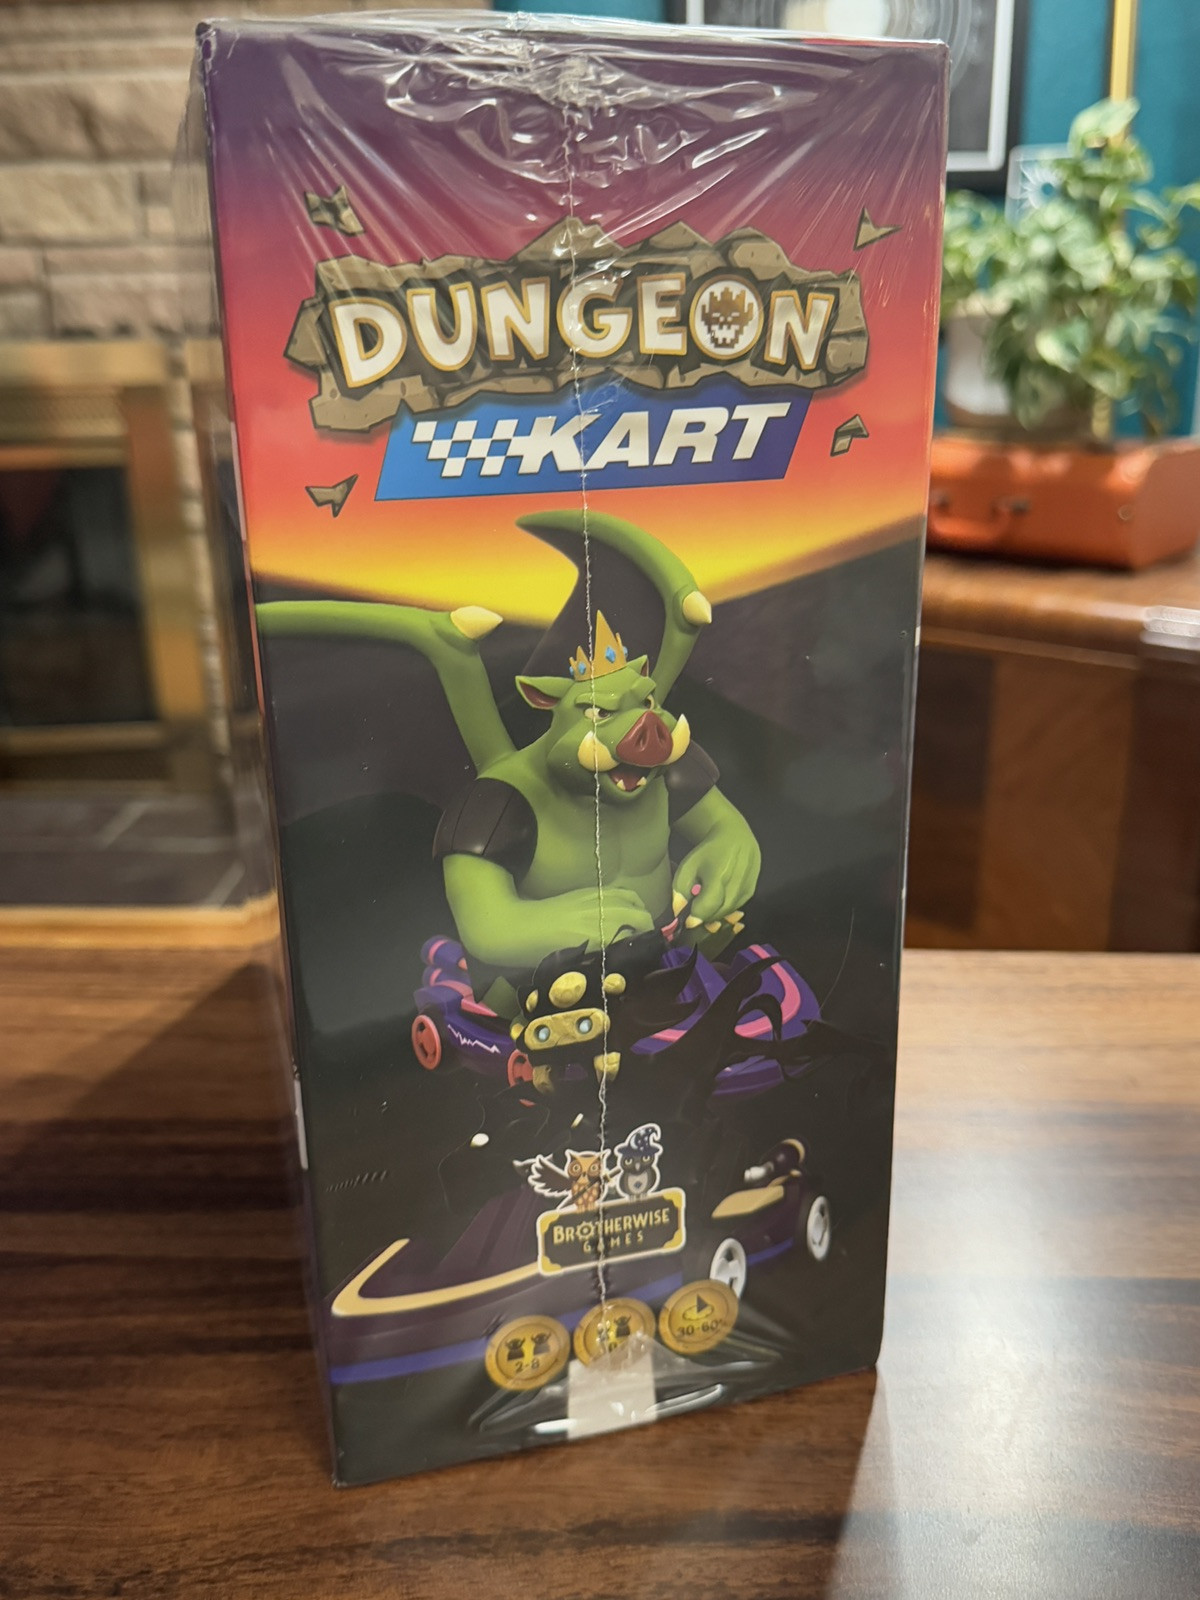 DUNGEON
KART
BROTHERWISE
GAMES
2-8
30-60